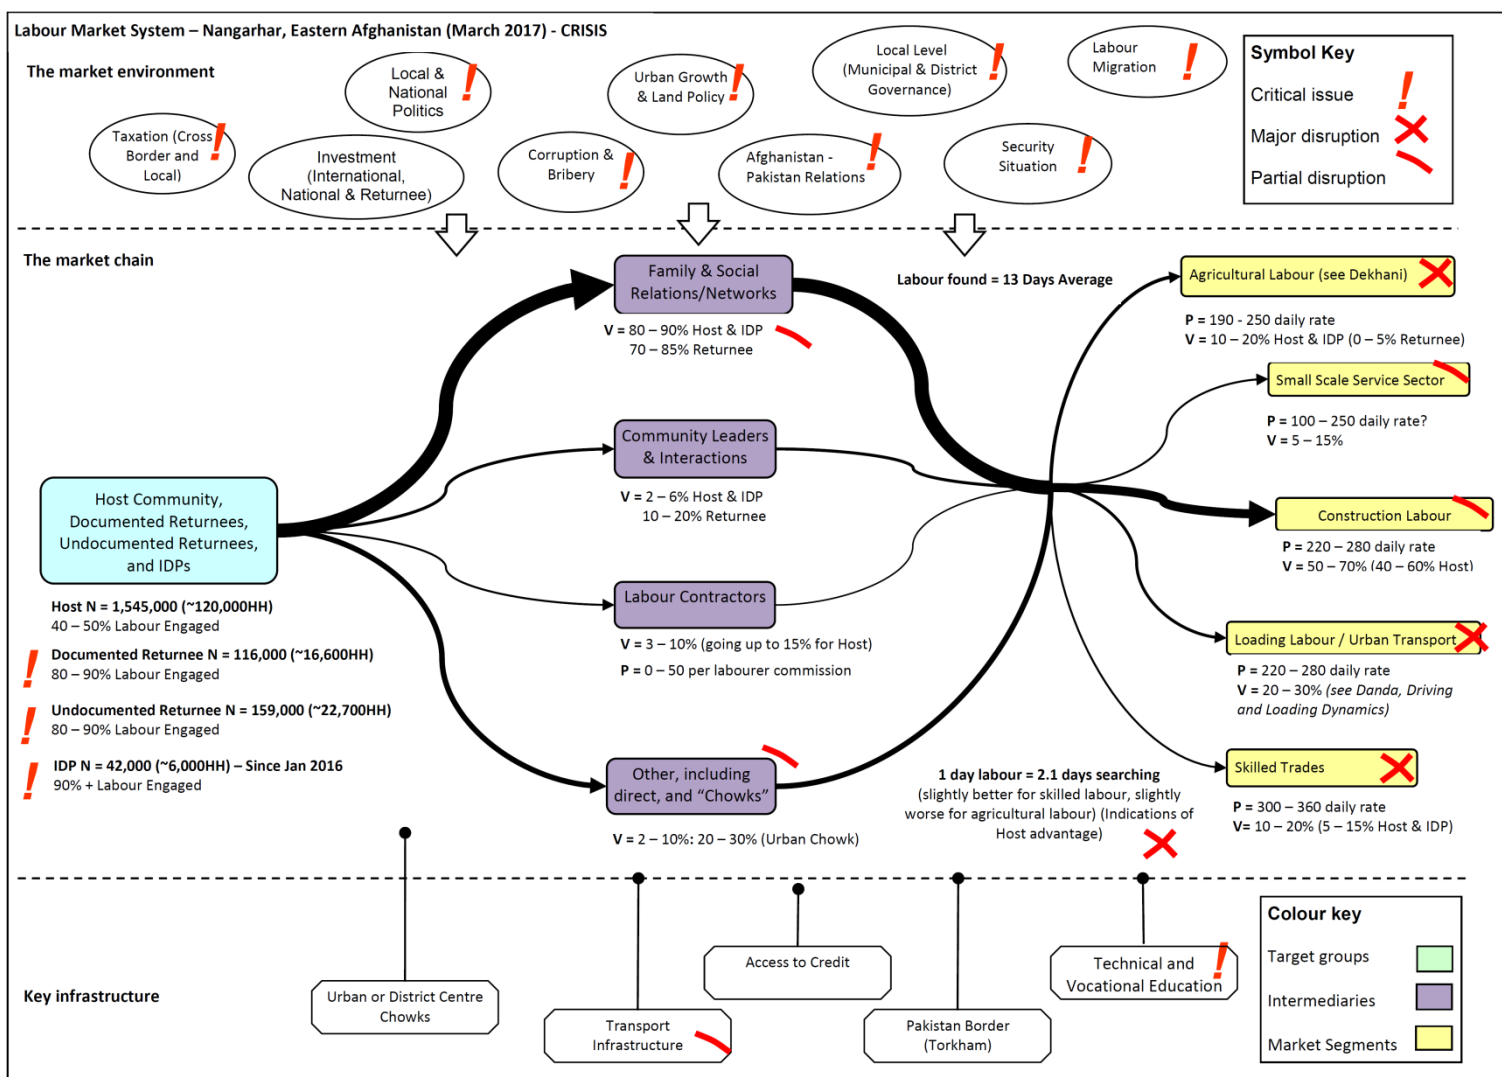 Labour Market System – Nangarhar, Eastern Afghanistan (March 2017) - CRISIS
The market environment
Local &
National
Politics
Urban Growth
& Land Policy
Local Level
(Municipal & District
Governance)
Labour
Migration
Taxation (Cross
Border and
Local)
Investment
(International,
National & Returnee)
Corruption &
Bribery
Afghanistan -
Pakistan Relations
Security
Situation
Symbol Key
Critical issue
Major disruption
Partial disruption
The market chain
Family & Social
Relations/Networks
V = 80 – 90% Host & IDP
70 – 85% Returnee
Labour found = 13 Days Average
Agricultural Labour (see Dekhani)
P = 190 - 250 daily rate
V = 10 – 20% Host & IDP (0 – 5% Returnee)
Small Scale Service Sector
P = 100 – 250 daily rate?
V = 5 – 15%
Community Leaders
& Interactions
V = 2 – 6% Host & IDP
10 – 20% Returnee
Host Community,
Documented Returnees,
Undocumented Returnees,
and IDPs
Construction Labour
P = 220 – 280 daily rate
V = 50 – 70% (40 – 60% Host)
Host N = 1,545,000 (~120,000HH)
40 – 50% Labour Engaged
Documented Returnee N = 116,000 (~16,600HH)
80 – 90% Labour Engaged
Undocumented Returnee N = 159,000 (~22,700HH)
80 – 90% Labour Engaged
IDP N = 42,000 (~6,000HH) – Since Jan 2016
90% + Labour Engaged
Labour Contractors
V = 3 – 10% (going up to 15% for Host)
P = 0 – 50 per labourer commission
Loading Labour / Urban Transport
P = 220 – 280 daily rate
V = 20 – 30% (see Danda, Driving
and Loading Dynamics)
Other, including
direct, and “Chowks”
V = 2 – 10%: 20 – 30% (Urban Chowk)
1 day labour = 2.1 days searching
(slightly better for skilled labour, slightly
worse for agricultural labour) (Indications of
Host advantage)
Skilled Trades
P = 300 – 360 daily rate
V= 10 – 20% (5 – 15% Host & IDP)
Key infrastructure
Urban or District Centre
Chowks
Transport
Infrastructure
Access to Credit
Pakistan Border
(Torkham)
Technical and
Vocational Education
Colour key
Target groups
Intermediaries
Market Segments